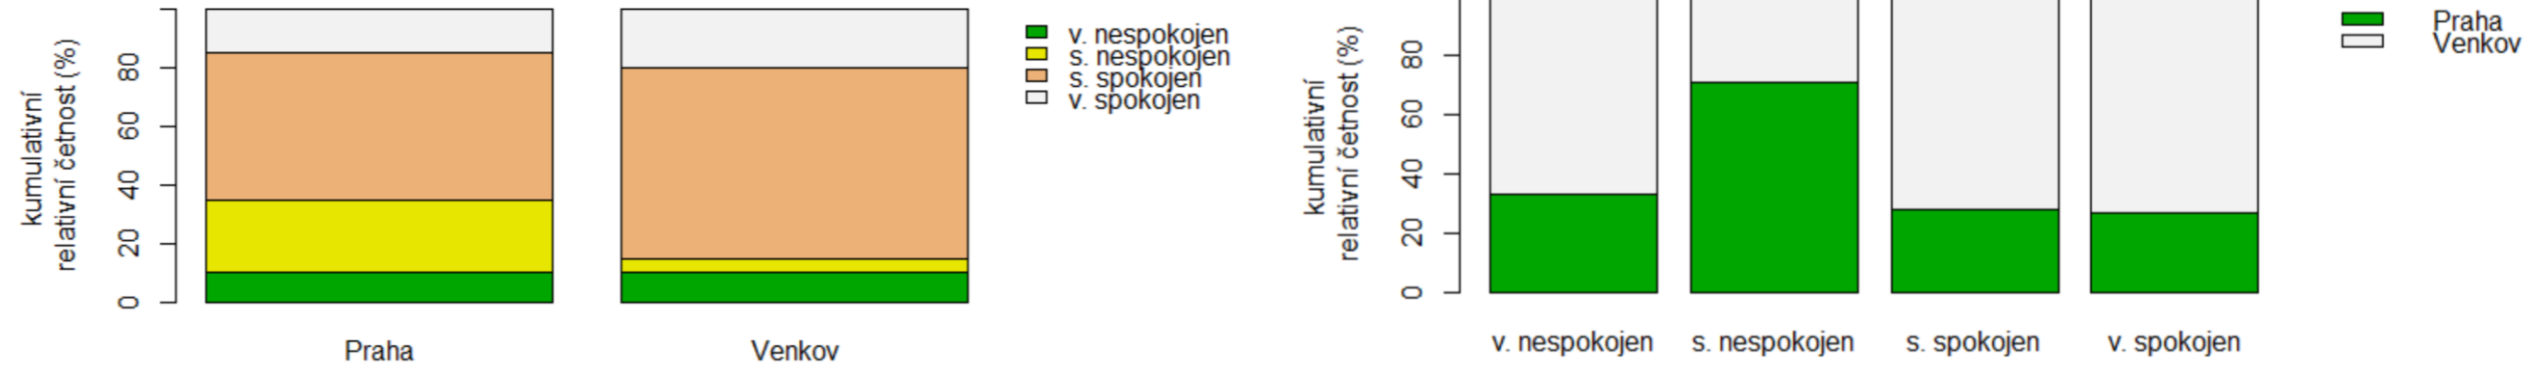 kumulativní
relativní četnost (%)
0
20
40
60
80
Praha
Venkov
v. nespokojen
s. nespokojen
s. spokojen
v. spokojen
kumulativní
relativní četnost (%)
0
20
40
60
80
v. nespokojen
s. nespokojen
s. spokojen
v. spokojen
Praha
Venkov